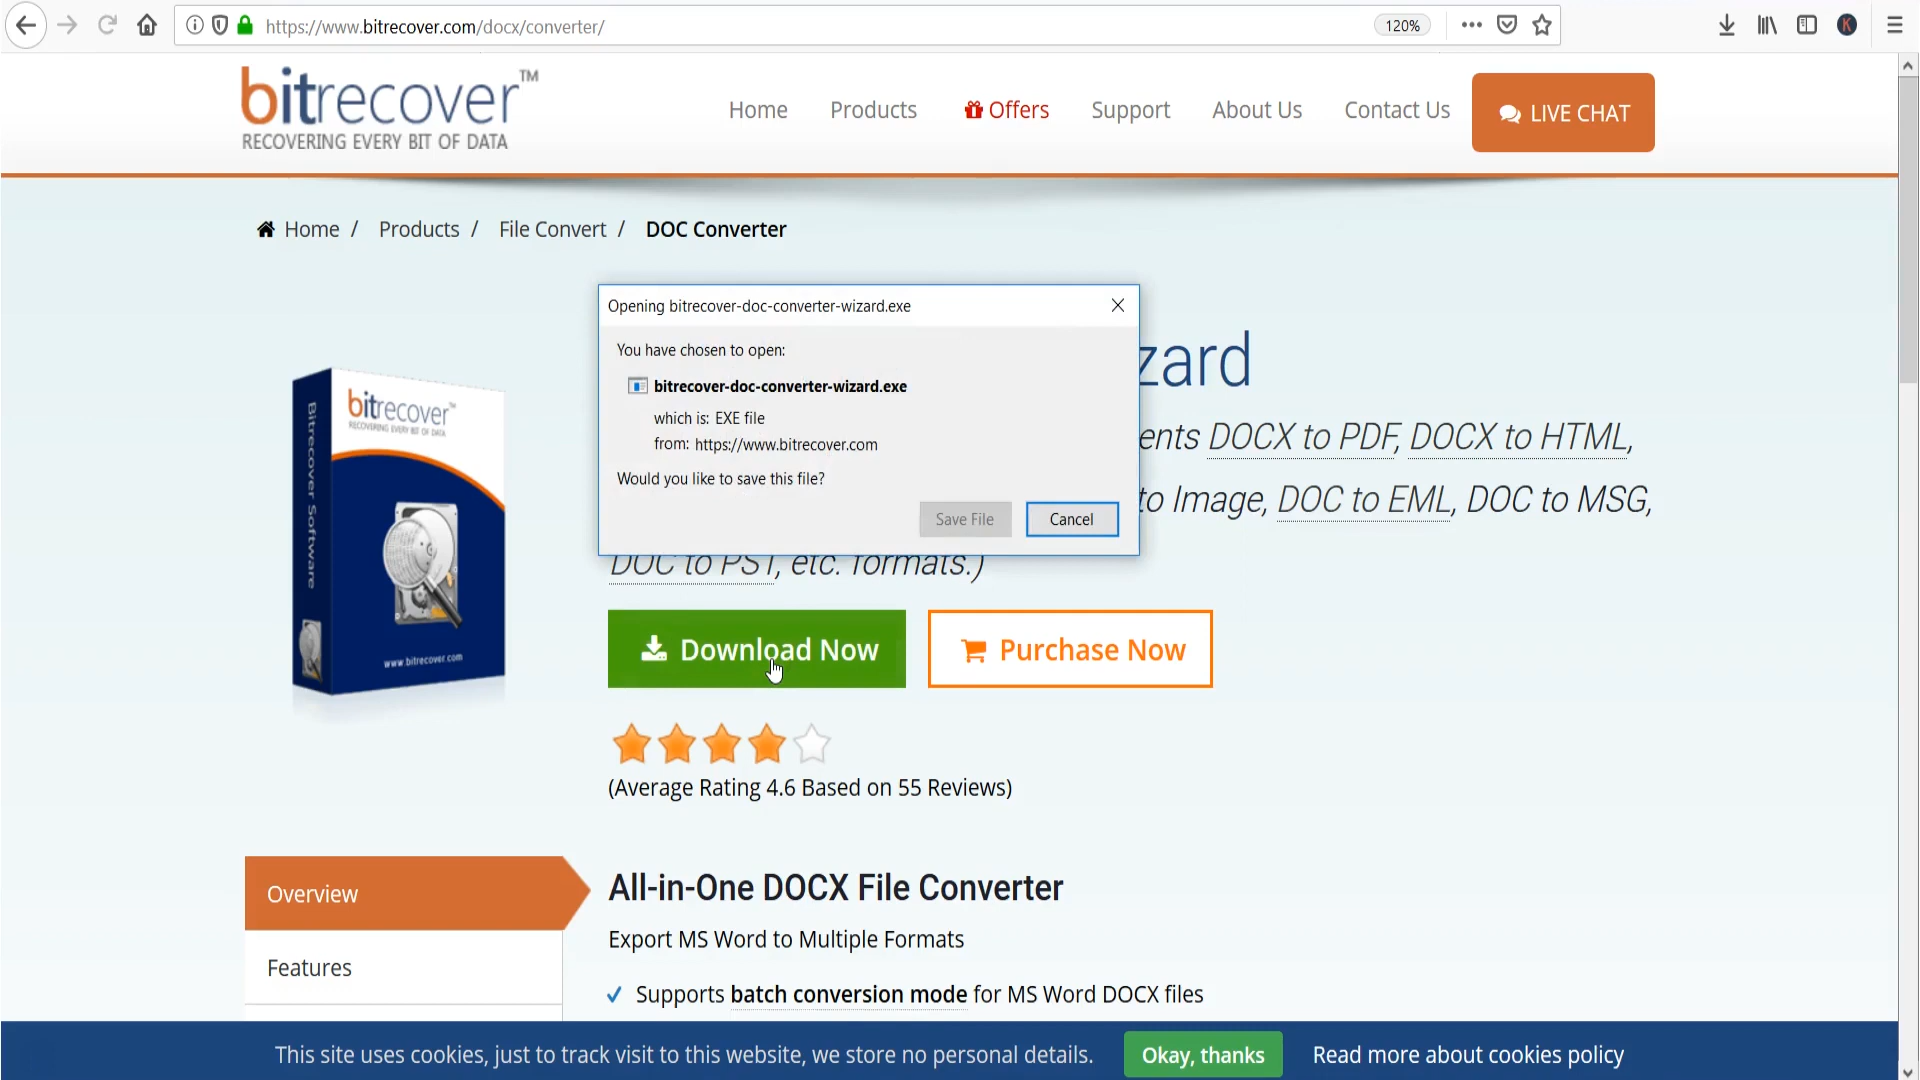 https://www.bitrecover.com/docx/converter/
120%
K
bitrecover™
RECOVERING EVERY BIT OF DATA
Home
Products
Offers
Support
About Us
Contact Us
LIVE CHAT
Home / Products / File Convert / DOC Converter
Opening bitrecover-doc-converter-wizard.exe
You have chosen to open:
bitrecover-doc-converter-wizard.exe
which is: EXE file
from: https://www.bitrecover.com
Would you like to save this file?
Save File
Cancel
zard
ents DOCX to PDF, DOCX to HTML,
to Image, DOC to EML, DOC to MSG,
DOC to PST, etc. formats.)
bitrecover™
RECOVERING EVERY BIT OF DATA
Bitrecover Software
www.bitrecover.com
Download Now
Purchase Now
(Average Rating 4.6 Based on 55 Reviews)
Overview
Features
All-in-One DOCX File Converter
Export MS Word to Multiple Formats
Supports batch conversion mode for MS Word DOCX files
This site uses cookies, just to track visit to this website, we store no personal details.
Okay, thanks
Read more about cookies policy